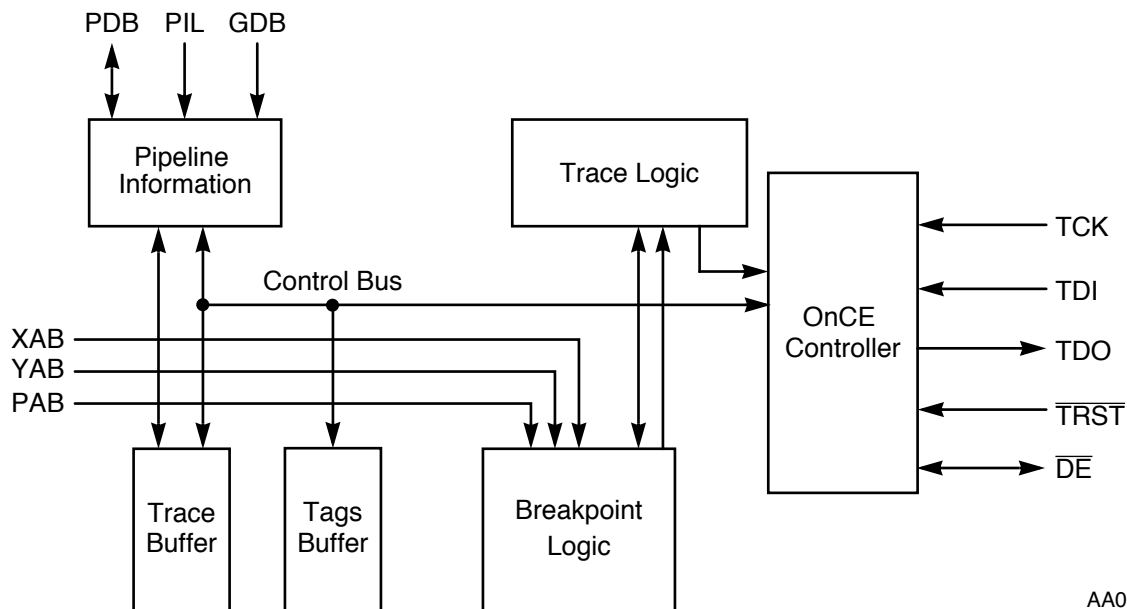 PDB PIL GDB
Pipeline
Information
Trace Logic
TCK
Control Bus
TDI
OnCE
Controller
XAB
TDO
YAB
PAB
TRST
DE
Trace
Buffer
Tags
Buffer
Breakpoint
Logic
AA0